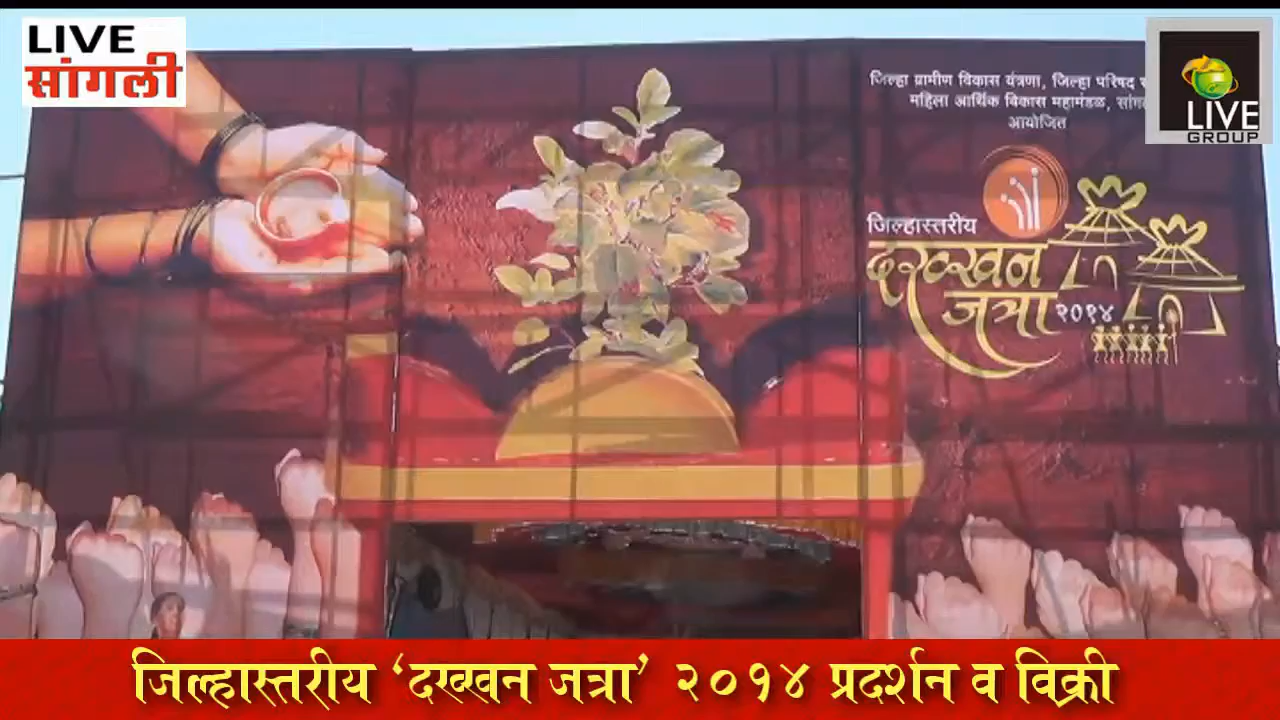 LIVE
सांगली
जिल्हा ग्रामीण विकास यंत्रणा, जिल्हा परिषद
महिला आर्थिक विकास महामंडळ,
आयोजित
LIVE
GROUP
जिल्हास्तरीय
दख्खन
जत्रा २०१४
जिल्हास्तरीय ‘दख्खन जत्रा’ २०१४ प्रदर्शन व विक्री